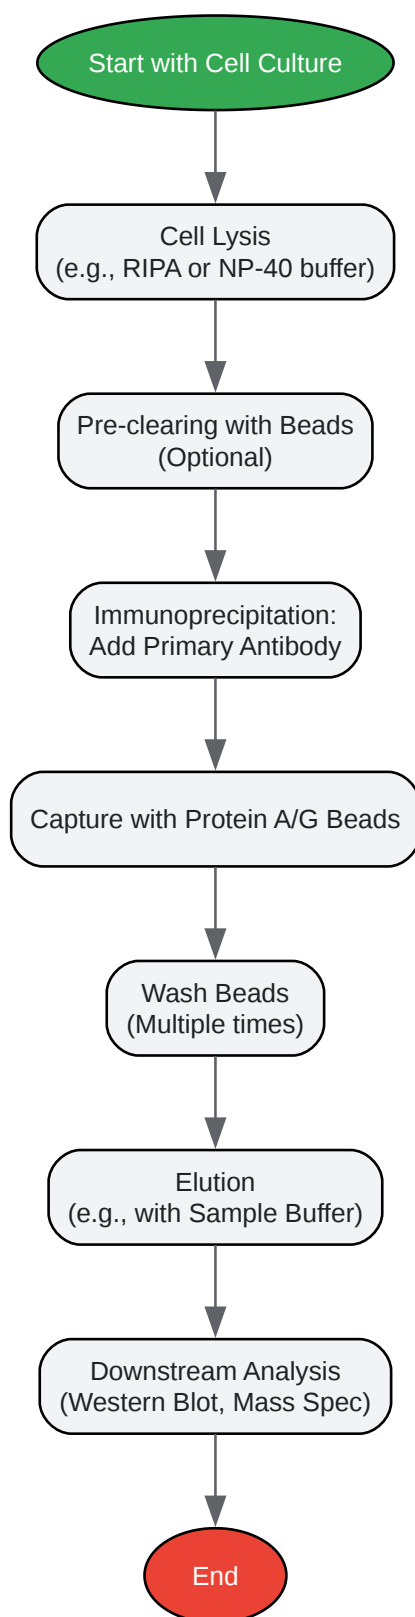 Start with Cell Culture
Cell Lysis
(e.g., RIPA or NP-40 buffer)
Pre-clearing with Beads
(Optional)
Immunoprecipitation:
Add Primary Antibody
Capture with Protein A/G Beads
Wash Beads
(Multiple times)
Elution
(e.g., with Sample Buffer)
Downstream Analysis
(Western Blot, Mass Spec)
End